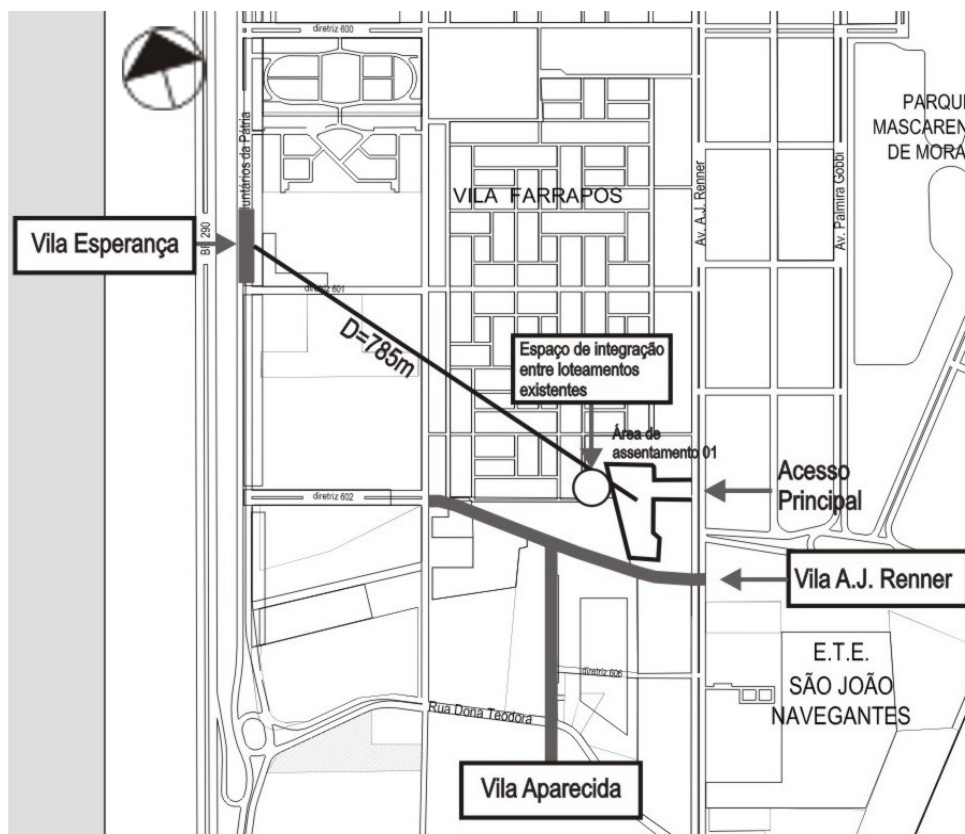 diretriz 600
PARQUE
MASCAREN
DE MORA
untários da Pátria
VILA FARRAPOS
Av. A.J. Renner
Av. Palmira Gobbi
Vila Esperança
BR 290
diretriz 601
D=785m
Espaço de integração
entre loteamentos
existentes
Área de
assentamento 01
Acesso
Principal
diretriz 602
Vila A.J. Renner
E.T.E.
SÃO JOÃO
NAVEGANTES
diretriz 606
Rua Dona Teodora
Vila Aparecida